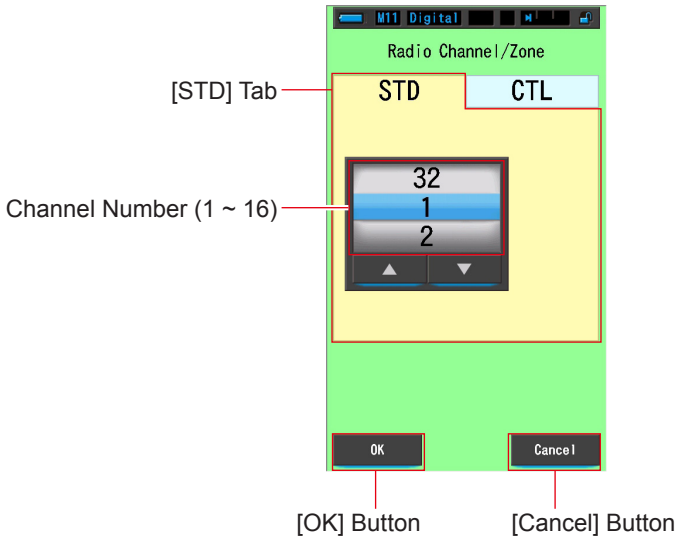 M11 Digital
Radio Channel/Zone
[STD] Tab
STD
CTL
32
Channel Number (1 ~ 16)
1
2
OK
Cancel
[OK] Button
[Cancel] Button